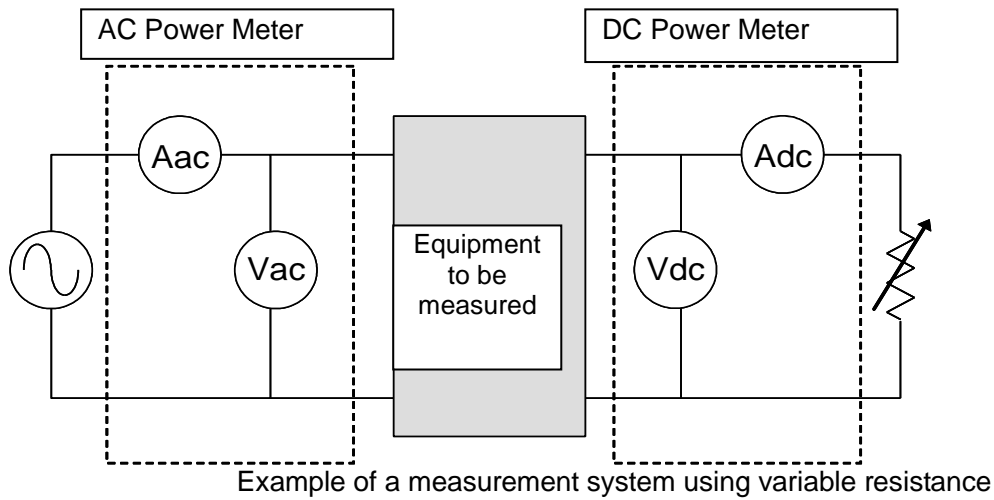 AC Power Meter
DC Power Meter
Aac
Adc
Vac
Equipment
to be
measured
Vdc
Example of a measurement system using variable resistance